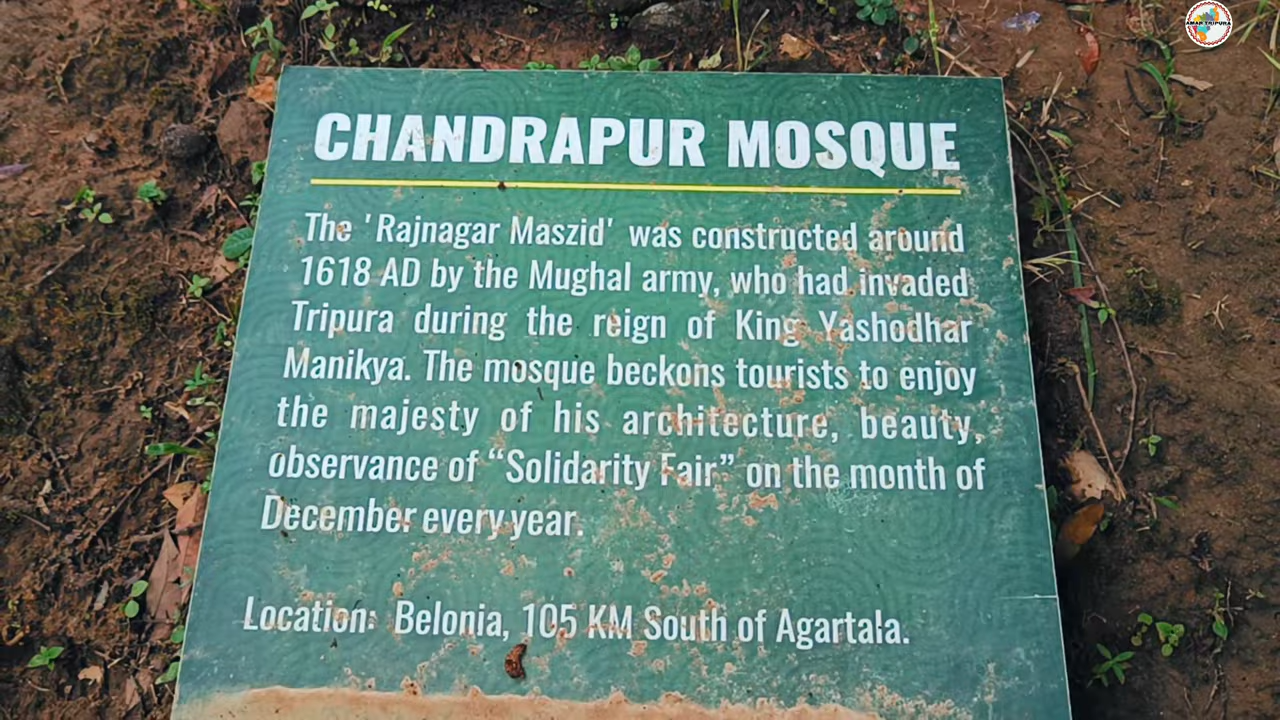 AMAR TRIPURA
CHANDRAPUR MOSQUE
The 'Rajnagar Maszid' was constructed around
1618 AD by the Mughal army, who had invaded
Tripura during the reign of King Yashodhar
Manikya. The mosque beckons tourists to enjoy
the majesty of his architecture, beauty,
observance of “Solidarity Fair” on the month of
December every year.
Location: Belonia, 105 KM South of Agartala.